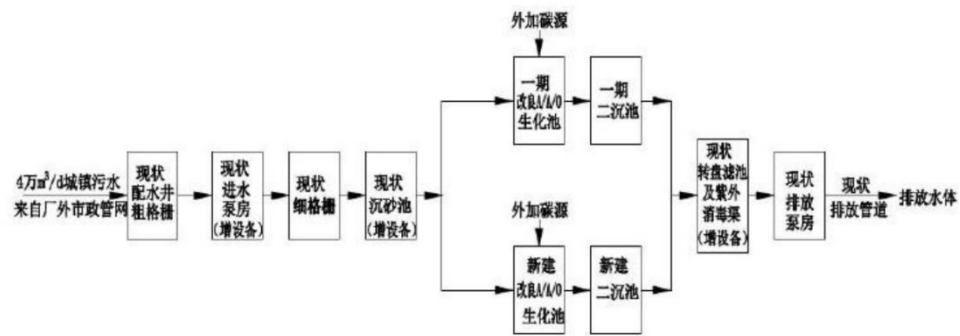 4万m³/d城镇污水
来自厂外市政管网
现状
配水井
粗格栅
现状
进水
泵房
(增设备)
现状
细格栅
现状
沉砂池
(增设备)
外加碳源
一期
改良A/A/O
生化池
一期
二沉池
外加碳源
新建
改良A/A/O
生化池
新建
二沉池
现状
转盘滤池
及紫外
消毒渠
(增设备)
现状
排放
泵房
现状
排放管道
排放水体